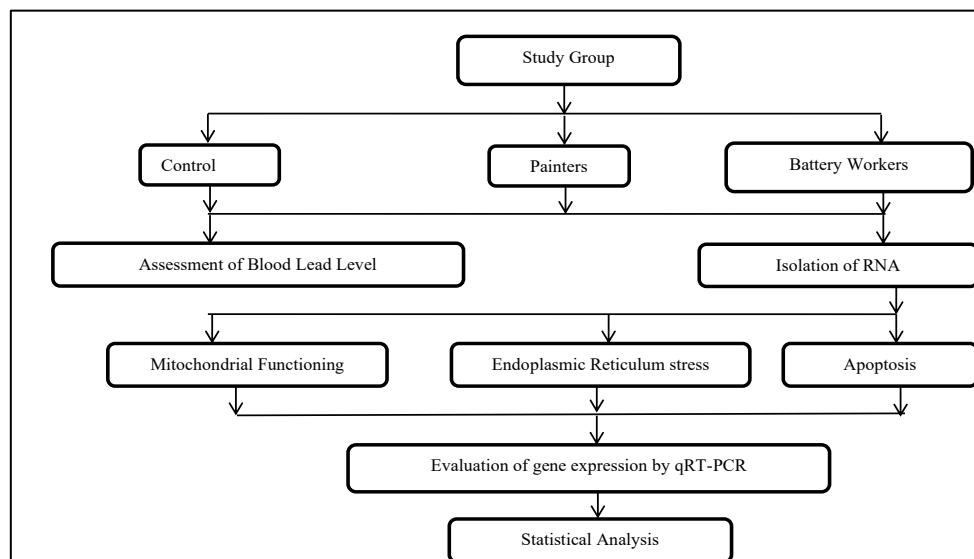 Study Group
Control
Painters
Battery Workers
Assessment of Blood Lead Level
Isolation of RNA
Mitochondrial Functioning
Endoplasmic Reticulum stress
Apoptosis
Evaluation of gene expression by qRT-PCR
Statistical Analysis